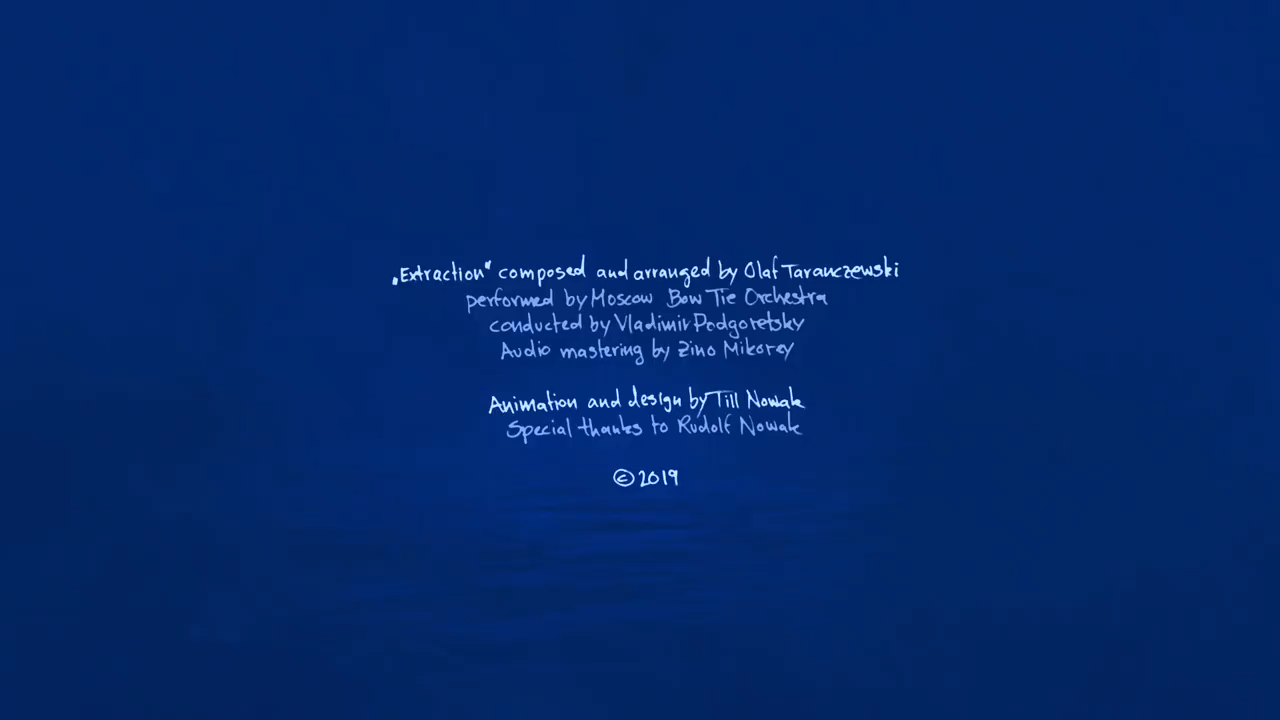 „Extraction“ composed and arranged by Olaf Taranczewski
performed by Moscow Bow Tie Orchestra
conducted by Vladimir Podgoretsky
Audio mastering by Zino Mikorey
Animation and design by Till Nowak
Special thanks to Rudolf Nowak
©2019